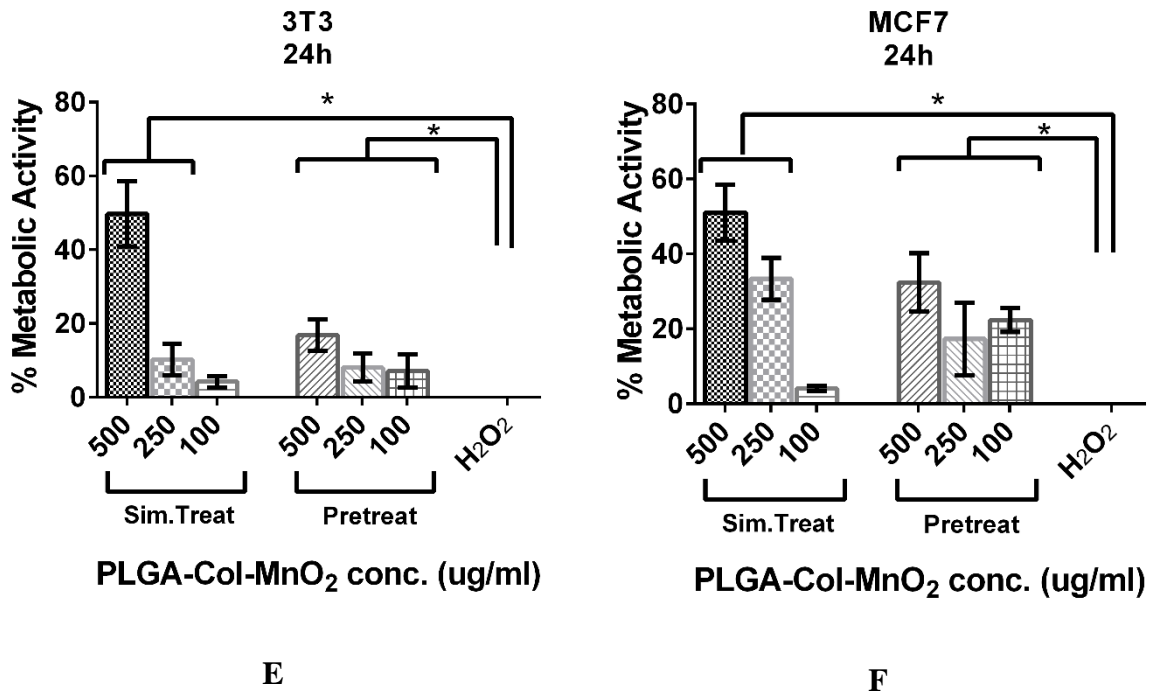 3T3
24h
% Metabolic Activity
80
60
40
20
0
*
*
500
250
100
500
250
100
H₂O₂
Sim.Treat
Pretreat
PLGA-Col-MnO₂ conc. (ug/ml)
E
MCF7
24h
% Metabolic Activity
80
60
40
20
0
*
*
500
250
100
500
250
100
H₂O₂
Sim.Treat
Pretreat
PLGA-Col-MnO₂ conc. (ug/ml)
F